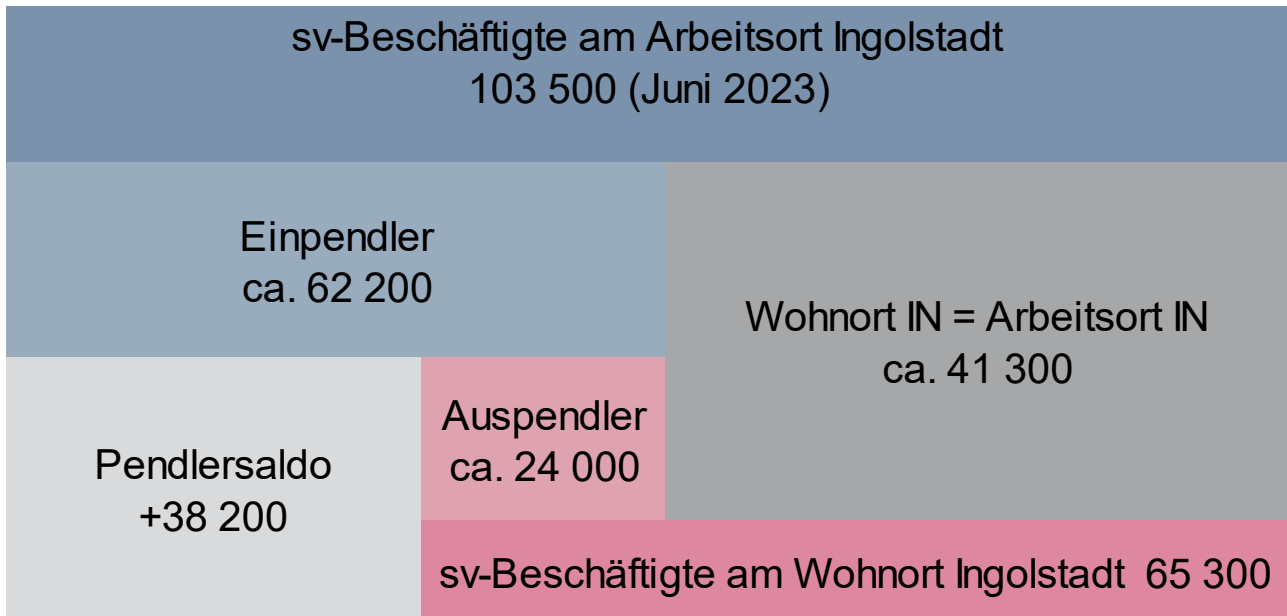 sv-Beschäftigte am Arbeitsort Ingolstadt
103 500 (Juni 2023)
Einpendler
ca. 62 200
Wohnort IN = Arbeitsort IN
ca. 41 300
Pendlersaldo
+38 200
Auspendler
ca. 24 000
sv-Beschäftigte am Wohnort Ingolstadt 65 300